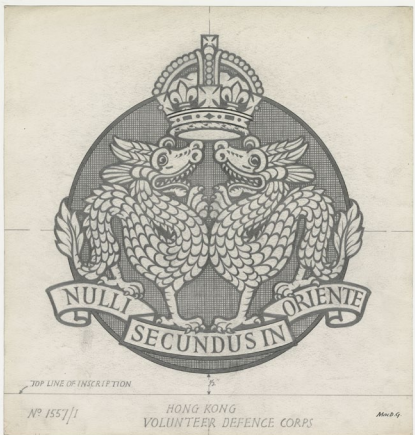 NULLI SECUNDUS IN ORIENTE
TOP LINE OF INSCRIPTION
Nº 1557/1
HONG KONG
VOLUNTEER DEFENCE CORPS